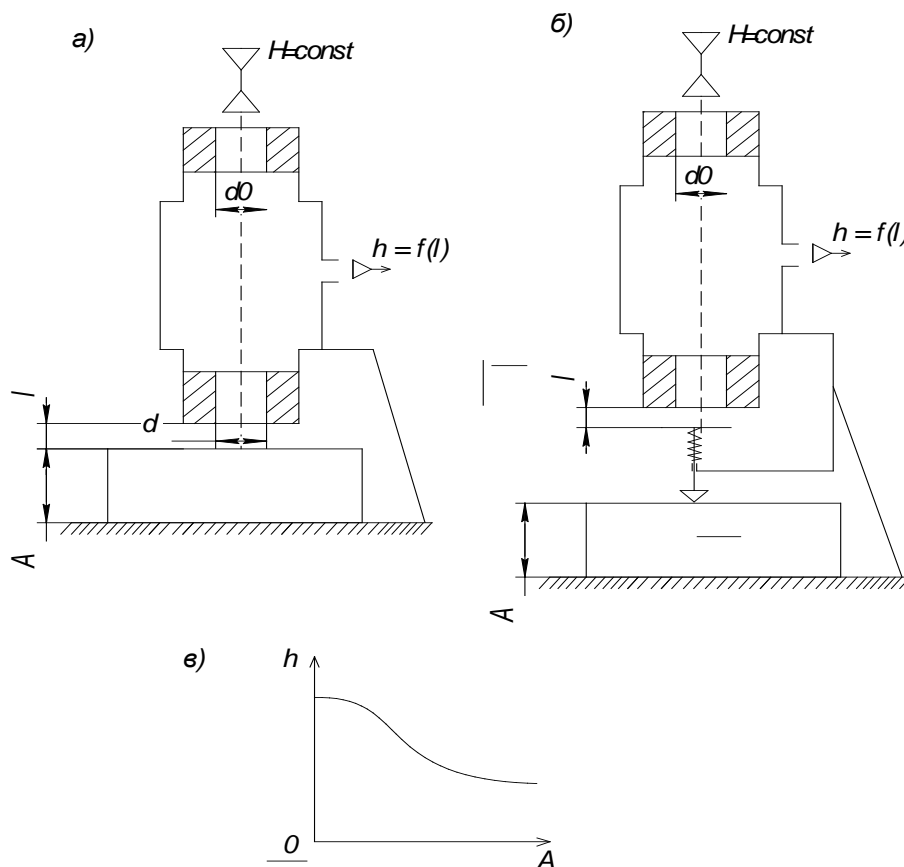 а)
H=const
d0
h = f(l)
l
d
A
б)
H=const
d0
h = f(l)
l
A
в)
h
0
A